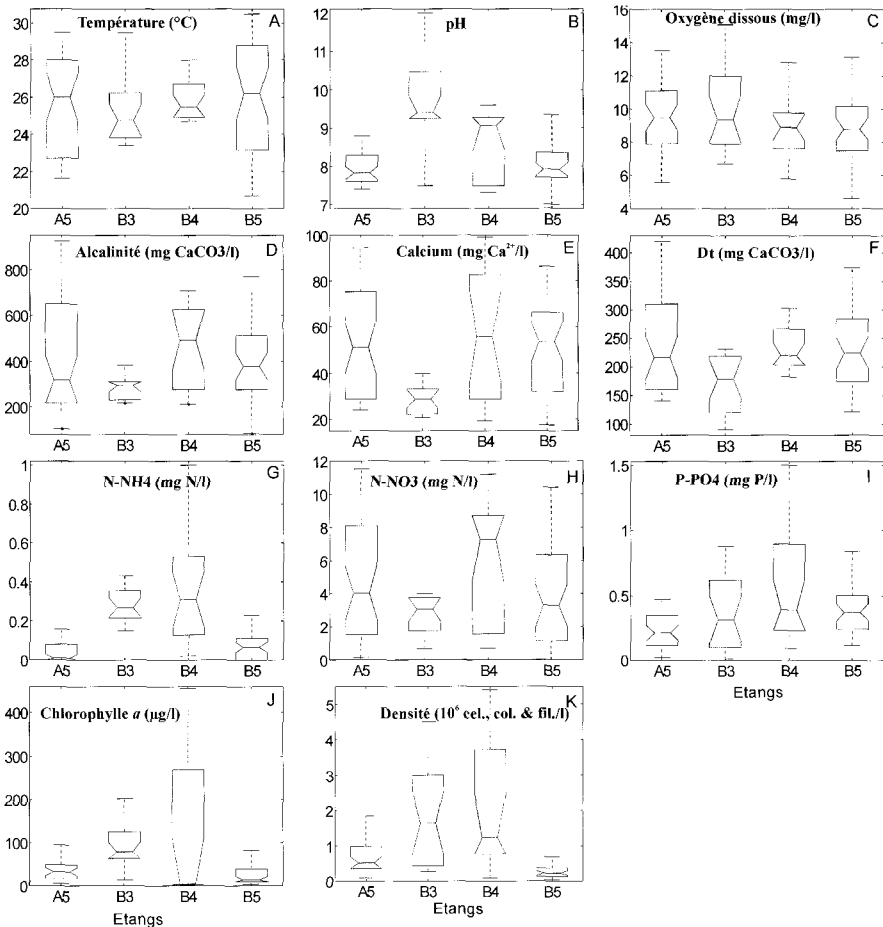 Température (°C) A
30
28
26
24
22
20
A5 B3 B4 B5
pH B
12
11
10
9
8
7
A5 B3 B4 B5
Oxygène dissous (mg/l) C
16
14
12
10
8
6
4
A5 B3 B4 B5
Alcalinité (mg CaCO3/l) D
800
600
400
200
A5 B3 B4 B5
Calcium (mg Ca²⁺/l) E
100
80
60
40
20
A5 B3 B4 B5
Dt (mg CaCO3/l) F
400
350
300
250
200
150
100
A5 B3 B4 B5
N-NH4 (mg N/l) G
1
0.8
0.6
0.4
0.2
0
A5 B3 B4 B5
N-NO3 (mg N/l) H
12
10
8
6
4
2
0
A5 B3 B4 B5
P-PO4 (mg P/l) I
1.5
1
0.5
0
A5 B3 B4 B5
Etangs
Chlorophylle a (µg/l) J
400
300
200
100
0
A5 B3 B4 B5
Etangs
Densité (10⁶ cel., col. & fil./l) K
5
4
3
2
1
0
A5 B3 B4 B5
Etangs